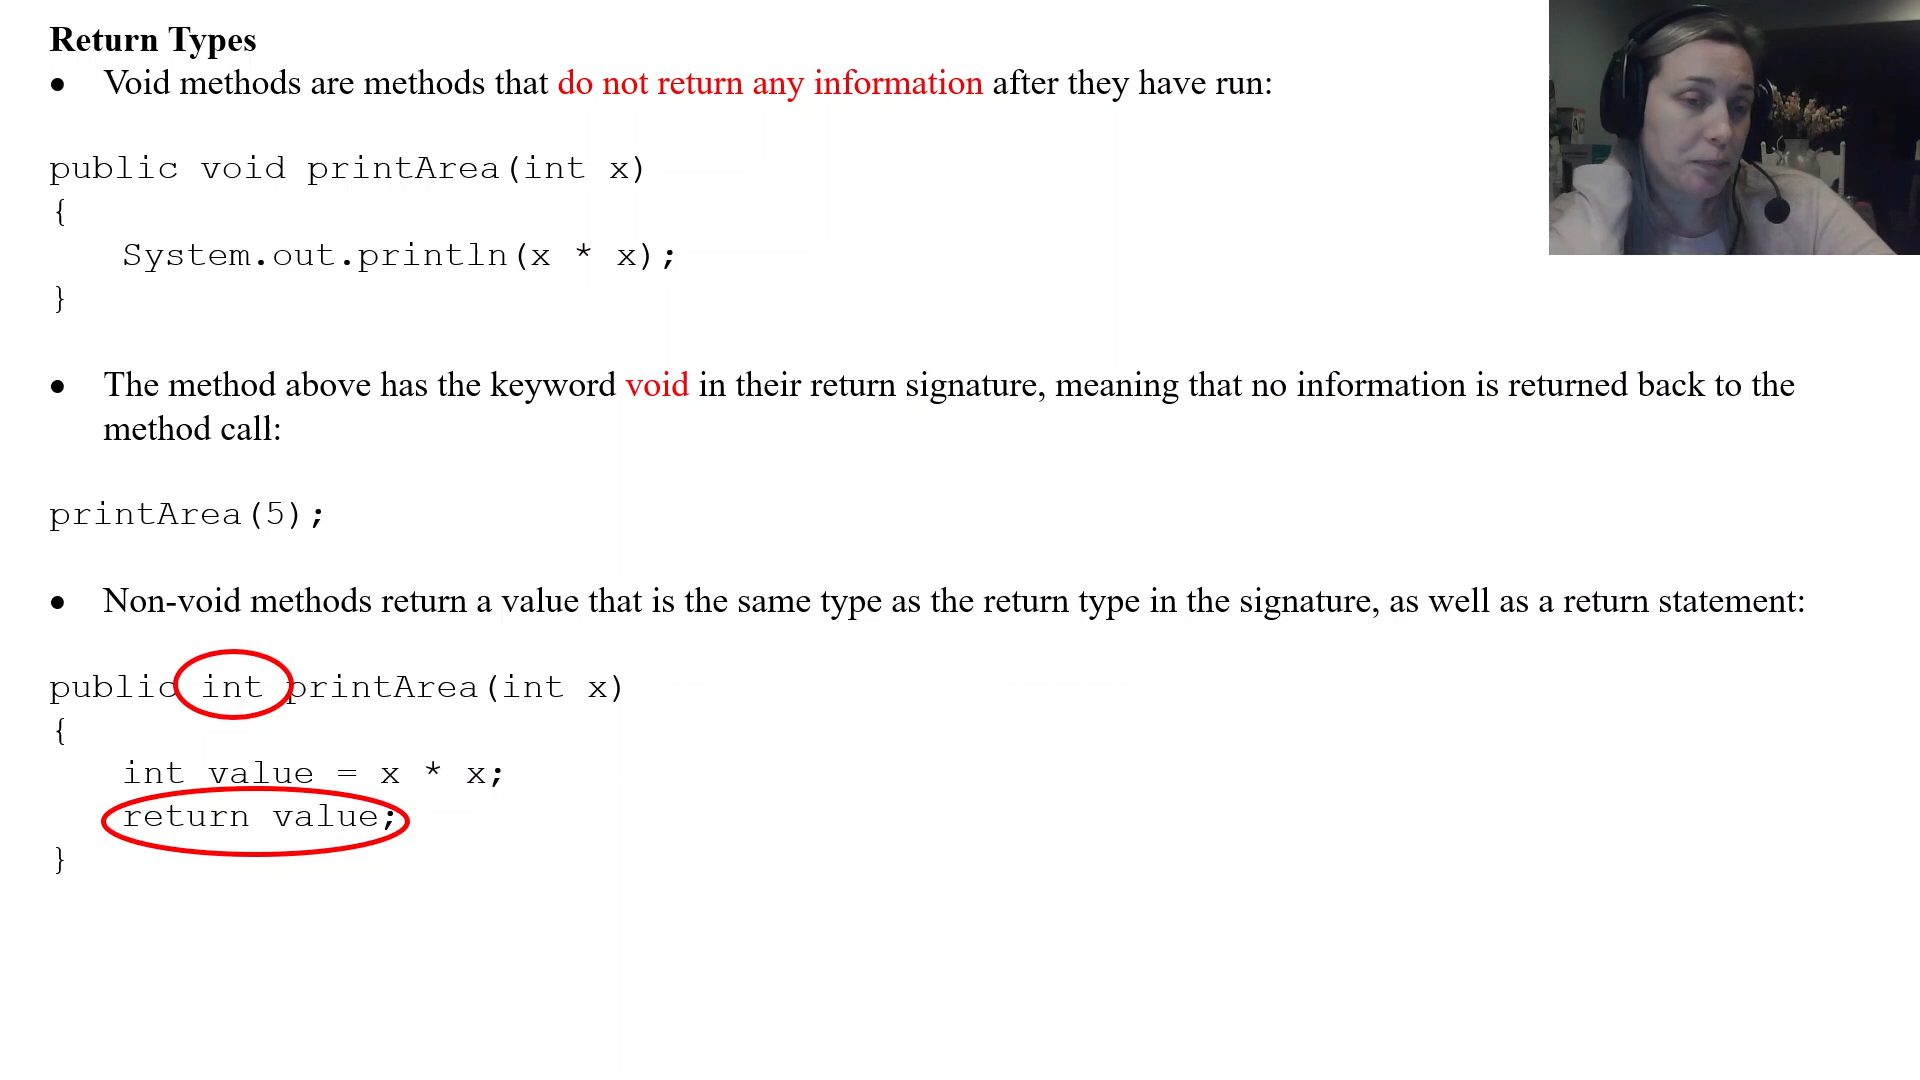 Return Types
• Void methods are methods that do not return any information after they have run:
public void printArea(int x)
{
System.out.println(x * x);
}
• The method above has the keyword void in their return signature, meaning that no information is returned back to the
method call:
printArea(5);
• Non-void methods return a value that is the same type as the return type in the signature, as well as a return statement:
public int printArea(int x)
{
int value = x * x;
return value;
}